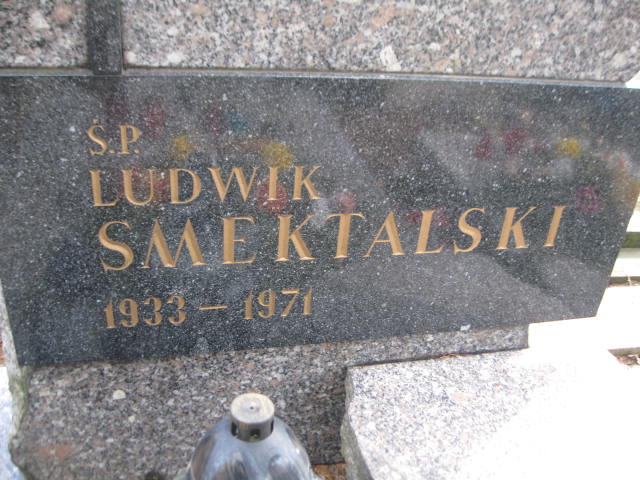 Ś.P.
LUDWIK
SMEKTALSKI
1933 - 1971